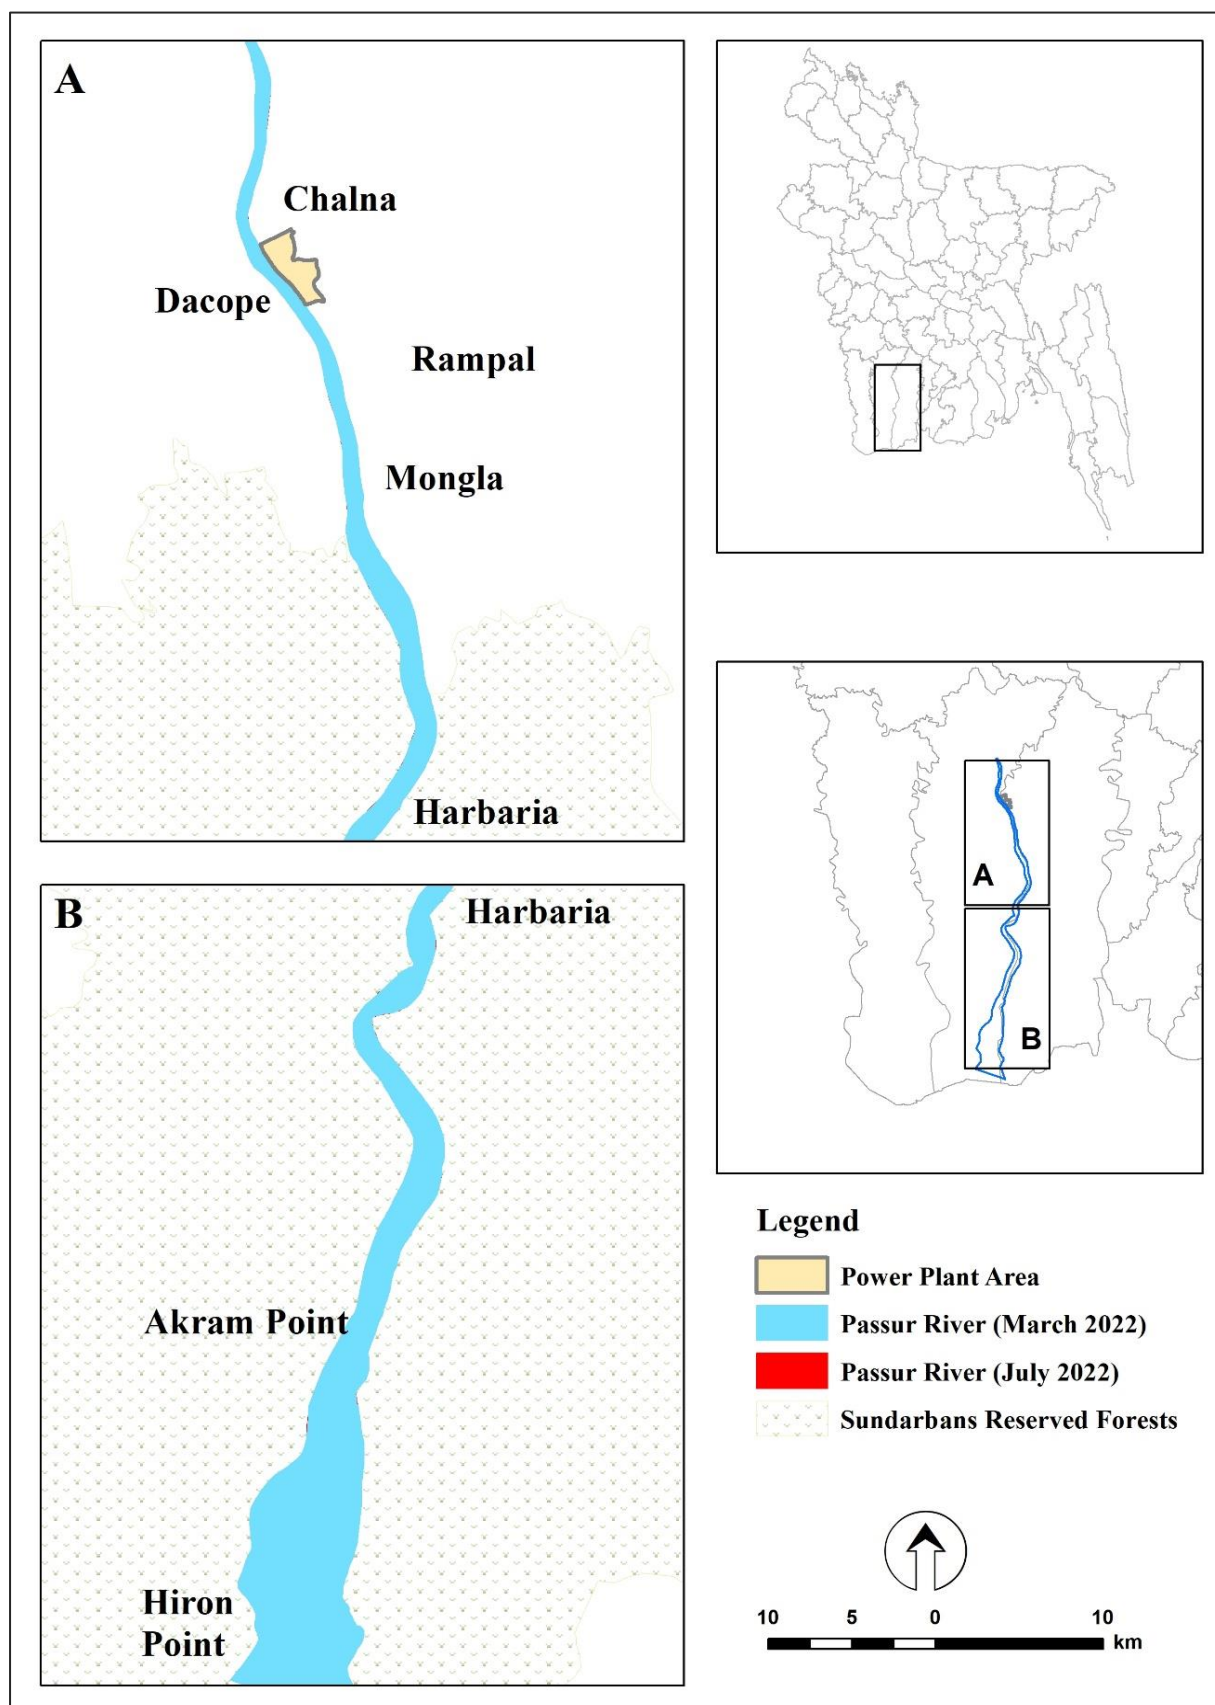 A
Chalna
Dacope
Rampal
Mongla
Harbaria
B
Harbaria
Akram Point
Hiron
Point
A
B
Legend
Power Plant Area
Passur River (March 2022)
Passur River (July 2022)
Sundarbans Reserved Forests
10 5 0 10
km